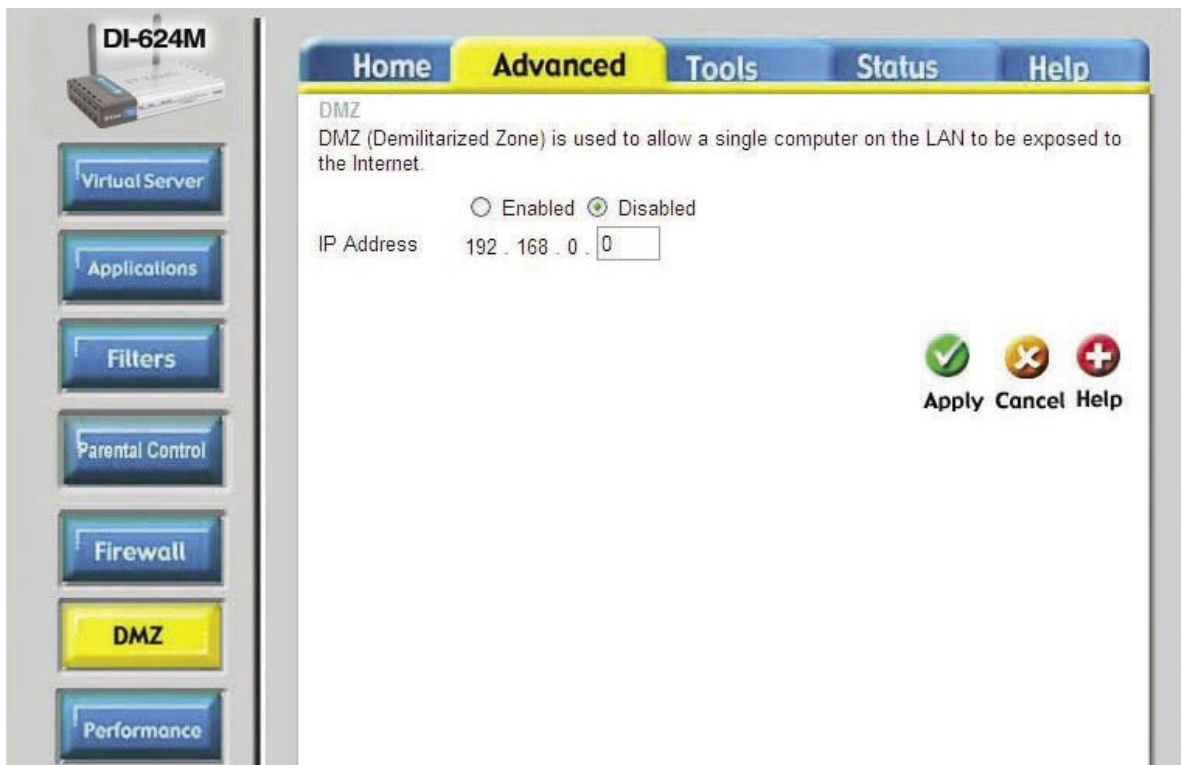 DI-624M
Virtual Server
Applications
Filters
Parental Control
Firewall
DMZ
Performance
Home Advanced Tools Status Help
DMZ
DMZ (Demilitarized Zone) is used to allow a single computer on the LAN to be exposed to
the Internet.
Enabled Disabled
IP Address 192 . 168 . 0 . 0
Apply Cancel Help